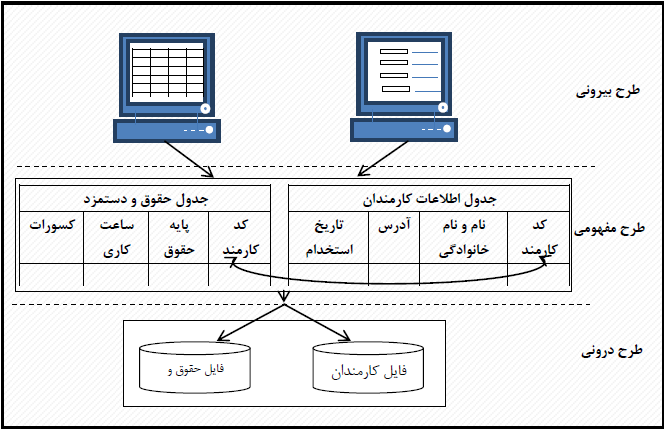 طرح بیرونی
جدول اطلاعات کارمندان
جدول حقوق و دستمزد
طرح مفهومی
کد
کارمند
نام و نام
خانوادگی
آدرس
تاریخ
استخدام
کد
کارمند
پایه
حقوق
ساعت
کاری
کسورات
طرح درونی
فایل کارمندان
فایل حقوق و